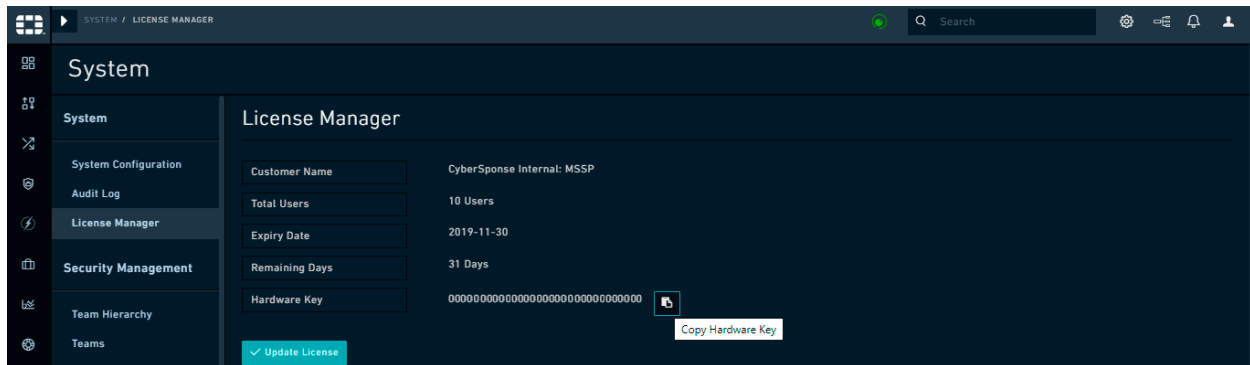 SYSTEM / LICENSE MANAGER
Search
System
System
System Configuration
Audit Log
License Manager
Security Management
Team Hierarchy
Teams
License Manager
Customer Name CyberSponse Internal: MSSP
Total Users 10 Users
Expiry Date 2019-11-30
Remaining Days 31 Days
Hardware Key 00000000000000000000000000000000
Copy Hardware Key
Update License